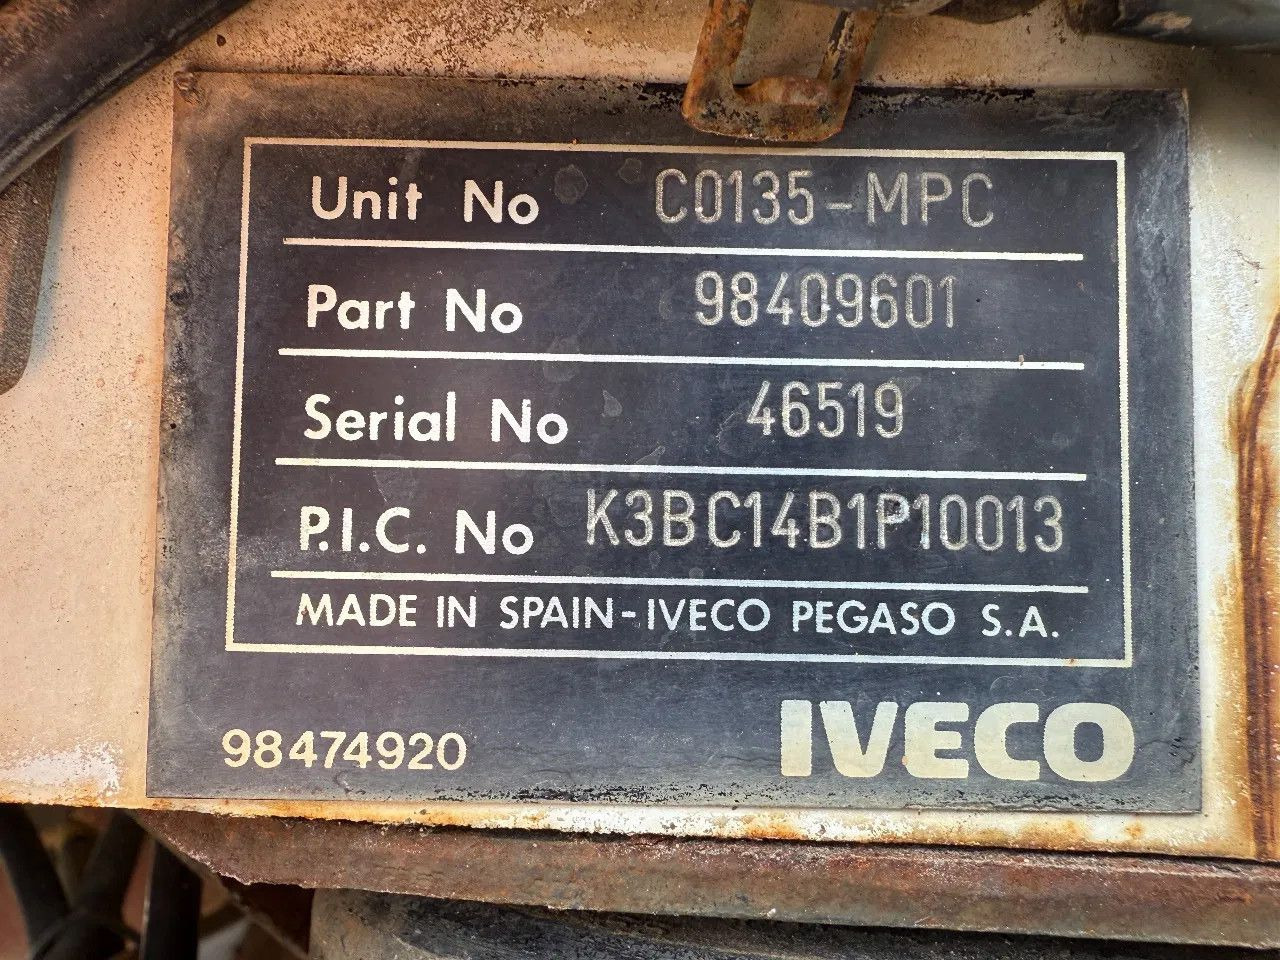 Unit No C0135-MPC
Part No 98409601
Serial No 46519
P.I.C. No K3BC14B1P10013
MADE IN SPAIN-IVECO PEGASO S.A.
98474920 IVECO